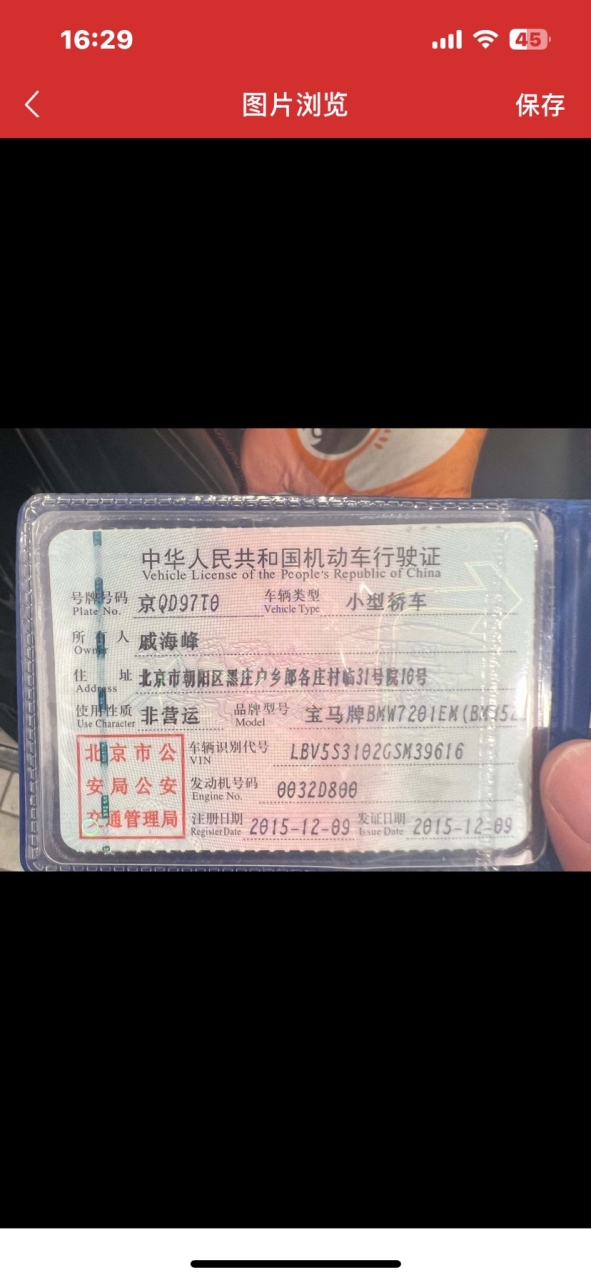 16:29
45
图片浏览
保存
中华人民共和国机动车行驶证
Vehicle License of the People's Republic of China
号牌号码 京QD97T0 车辆类型 小型轿车
Plate No. Vehicle Type
所有人 戚海峰
Owner
住址 北京市朝阳区黑庄户乡郎各庄村临31号院10号
Address
使用性质 非营运 品牌型号 宝马牌BMW7201EM(BMW52
Use Character Model
北京市公
安局公安
交通管理局
车辆识别代号 LBV5S3102GSM39616
VIN
发动机号码 0032D800
Engine No.
注册日期 2015-12-09 发证日期 2015-12-09
Register Date Issue Date